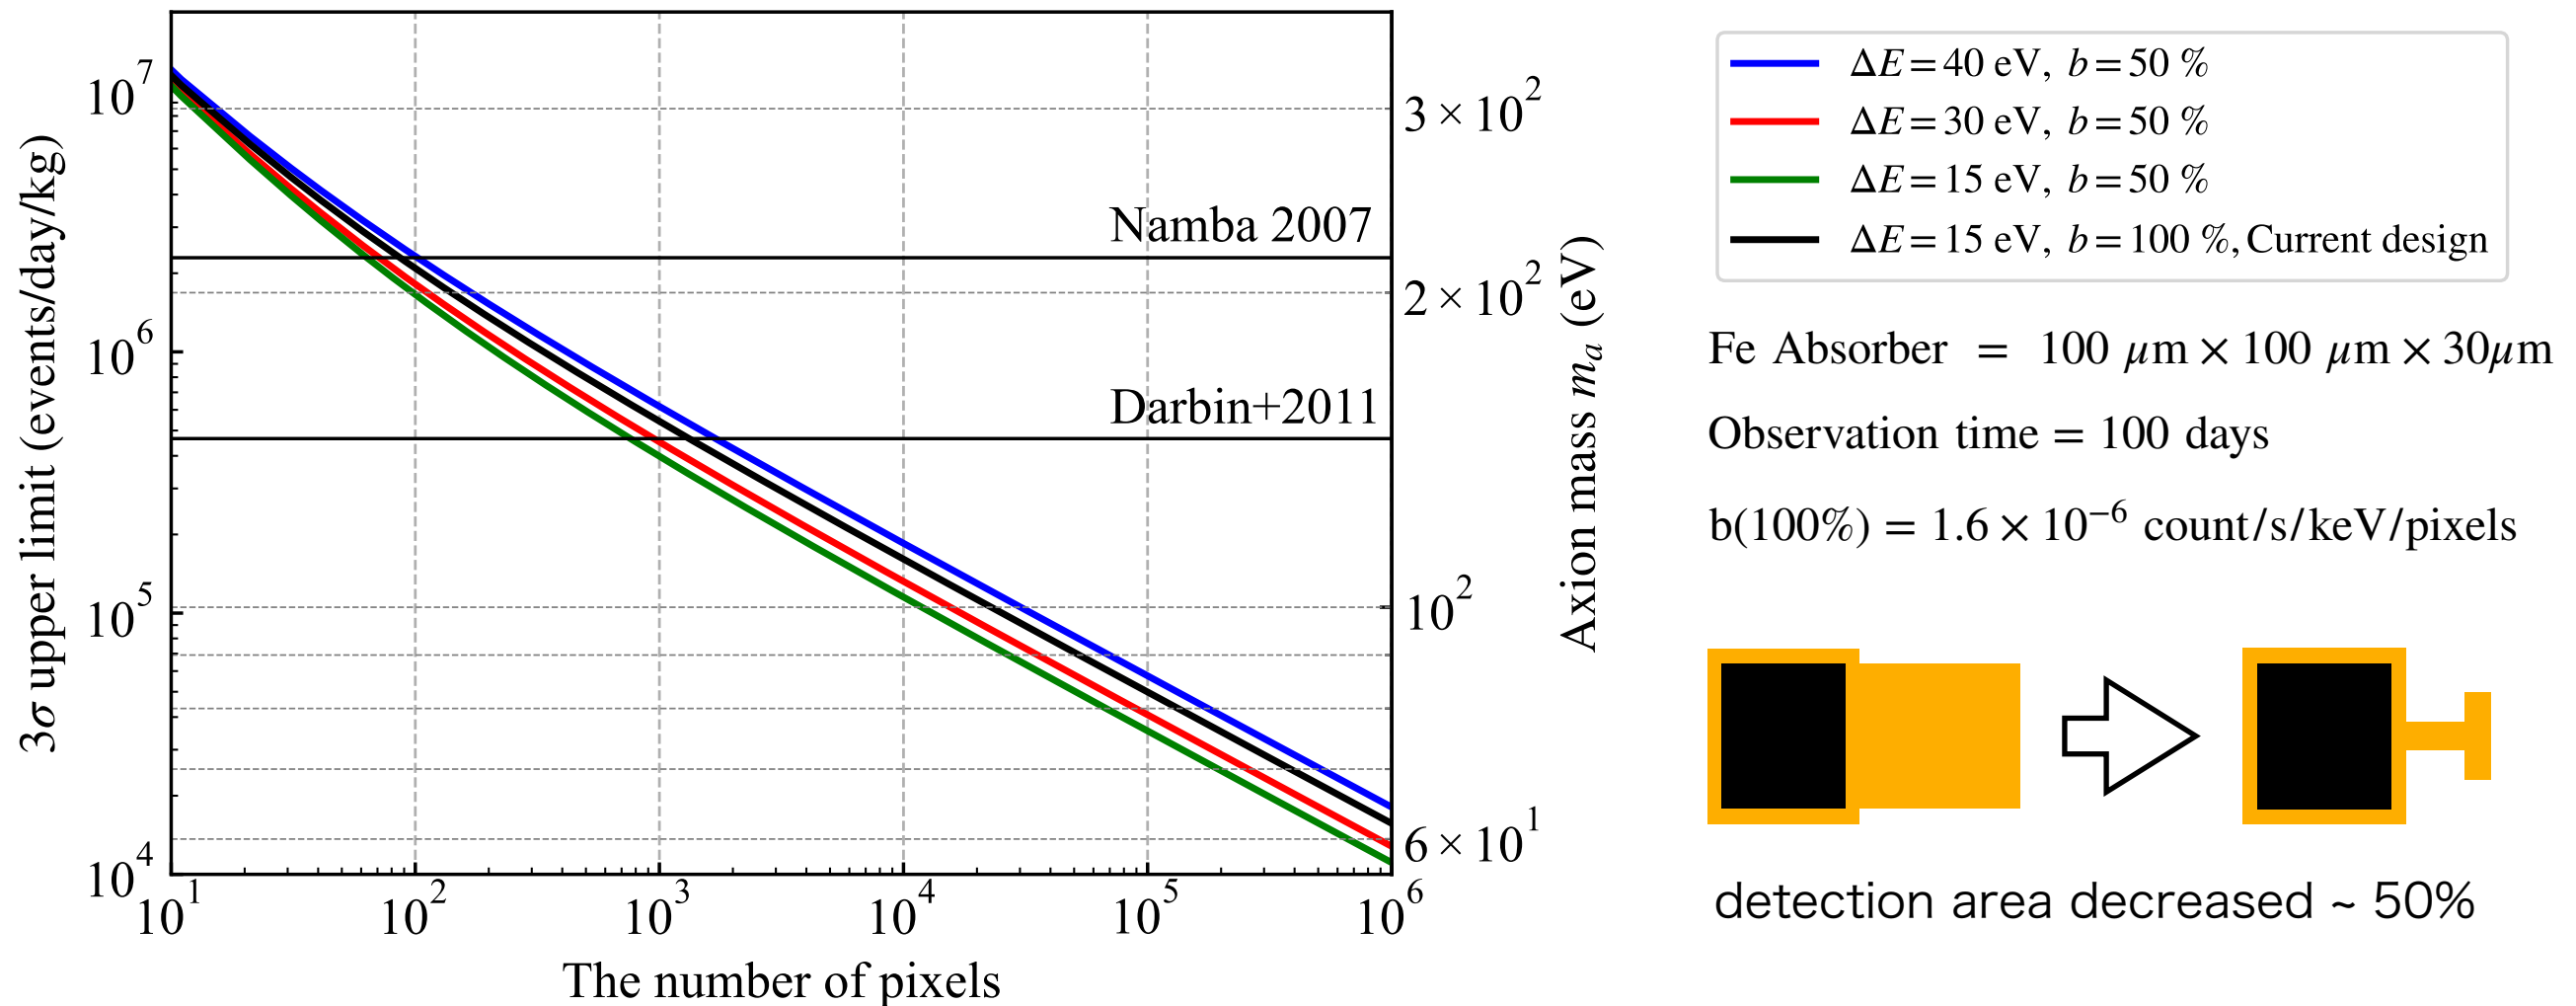 3σ upper limit (events/day/kg)
10^7
10^6
10^5
10^4
10^1
10^2
10^3
10^4
10^5
10^6
The number of pixels
Namba 2007
Darbin+2011
3 × 10^2
2 × 10^2
10^2
6 × 10^1
Axion mass m_a (eV)
ΔE = 40 eV, b = 50 %
ΔE = 30 eV, b = 50 %
ΔE = 15 eV, b = 50 %
ΔE = 15 eV, b = 100 %, Current design
Fe Absorber = 100 μm × 100 μm × 30μm
Observation time = 100 days
b(100%) = 1.6 × 10^−6 count/s/keV/pixels
detection area decreased ~ 50%